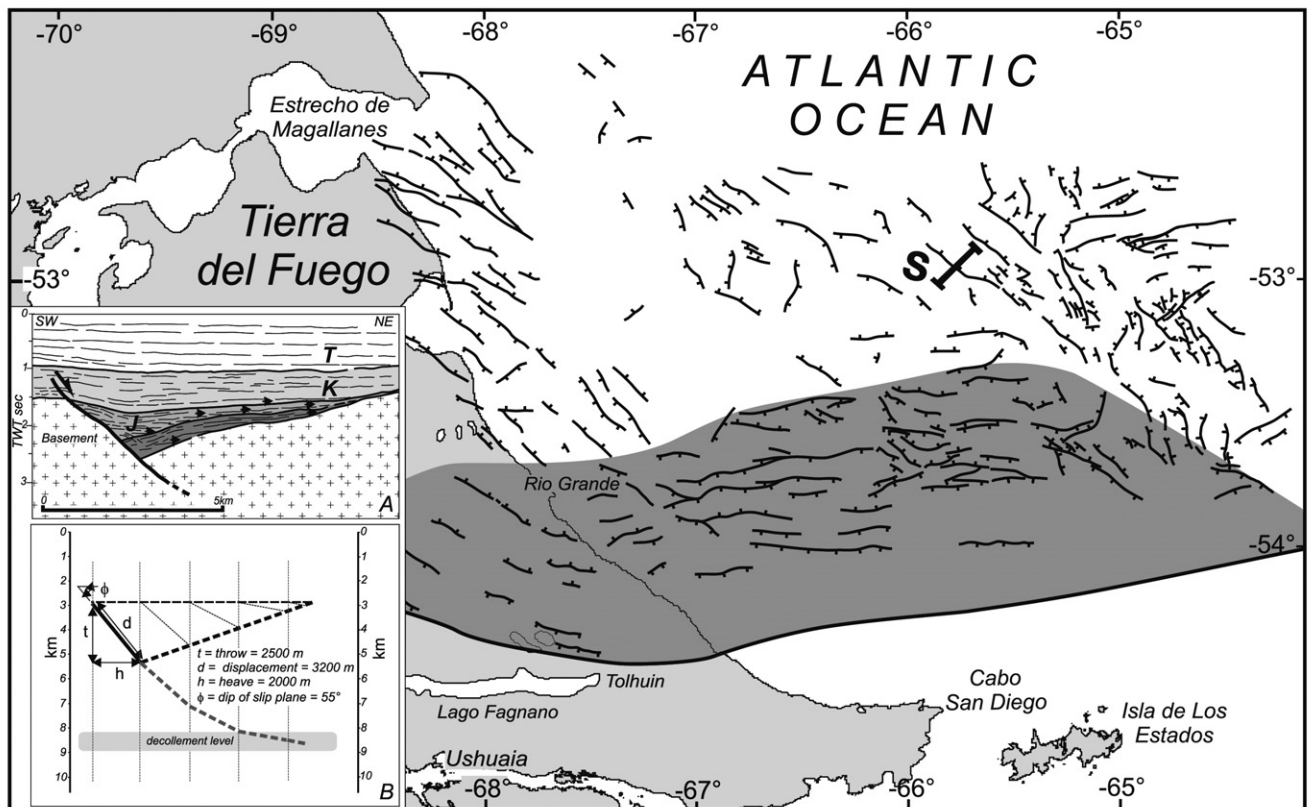 -70°
-69°
-68°
-67°
-66°
-65°
ATLANTIC
OCEAN
Estrecho de
Magallanes
Tierra
del Fuego
-53°
S
-53°
0
SW
NE
T
1
K
J
2
TWT sec
Basement
3
0
5km
A
Rio Grande
-54°
0
0
1
1
2
2
ϕ
3
3
t
d
4
4
km
km
t = throw = 2500 m
5
5
d = displacement = 3200 m
h
h = heave = 2000 m
6
6
ϕ = dip of slip plane = 55°
7
7
8
8
decollement level
9
9
10
10
B
Tolhuin
Lago Fagnano
Ushuaia
Cabo
San Diego
Isla de Los
Estados
-68°
-67°
-66°
-65°